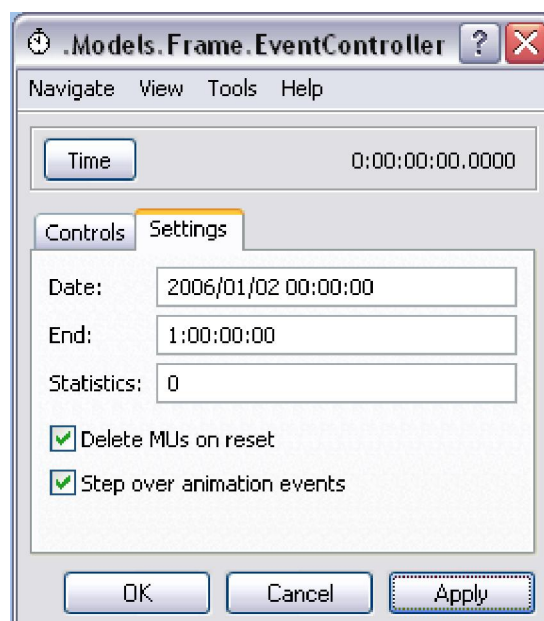 .Models.Frame.EventController ?
Navigate View Tools Help
Time 0:00:00:00.0000
Controls Settings
Date: 2006/01/02 00:00:00
End: 1:00:00:00
Statistics: 0
Delete MUs on reset
Step over animation events
OK Cancel Apply